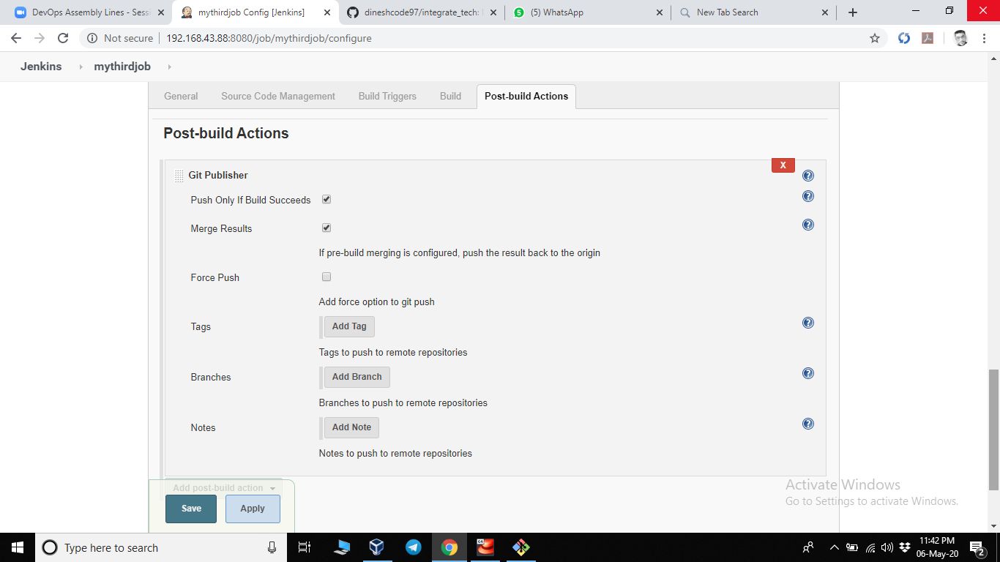 DevOps Assembly Lines - Sessi
mythirdjob Config [Jenkins]
dineshcode97/integrate_tech:
5 (5) WhatsApp
New Tab Search
Not secure 192.168.43.88:8080/job/mythirdjob/configure
Jenkins mythirdjob
General Source Code Management Build Triggers Build Post-build Actions
Post-build Actions
X
Git Publisher ?
Push Only If Build Succeeds ?
Merge Results ?
If pre-build merging is configured, push the result back to the origin
Force Push
Add force option to git push
Tags Add Tag ?
Tags to push to remote repositories
Branches Add Branch ?
Branches to push to remote repositories
Notes Add Note ?
Notes to push to remote repositories
Add post-build action
Save Apply
Activate Windows
Go to Settings to activate Windows.
Type here to search
64
11:42 PM
06-May-20
2